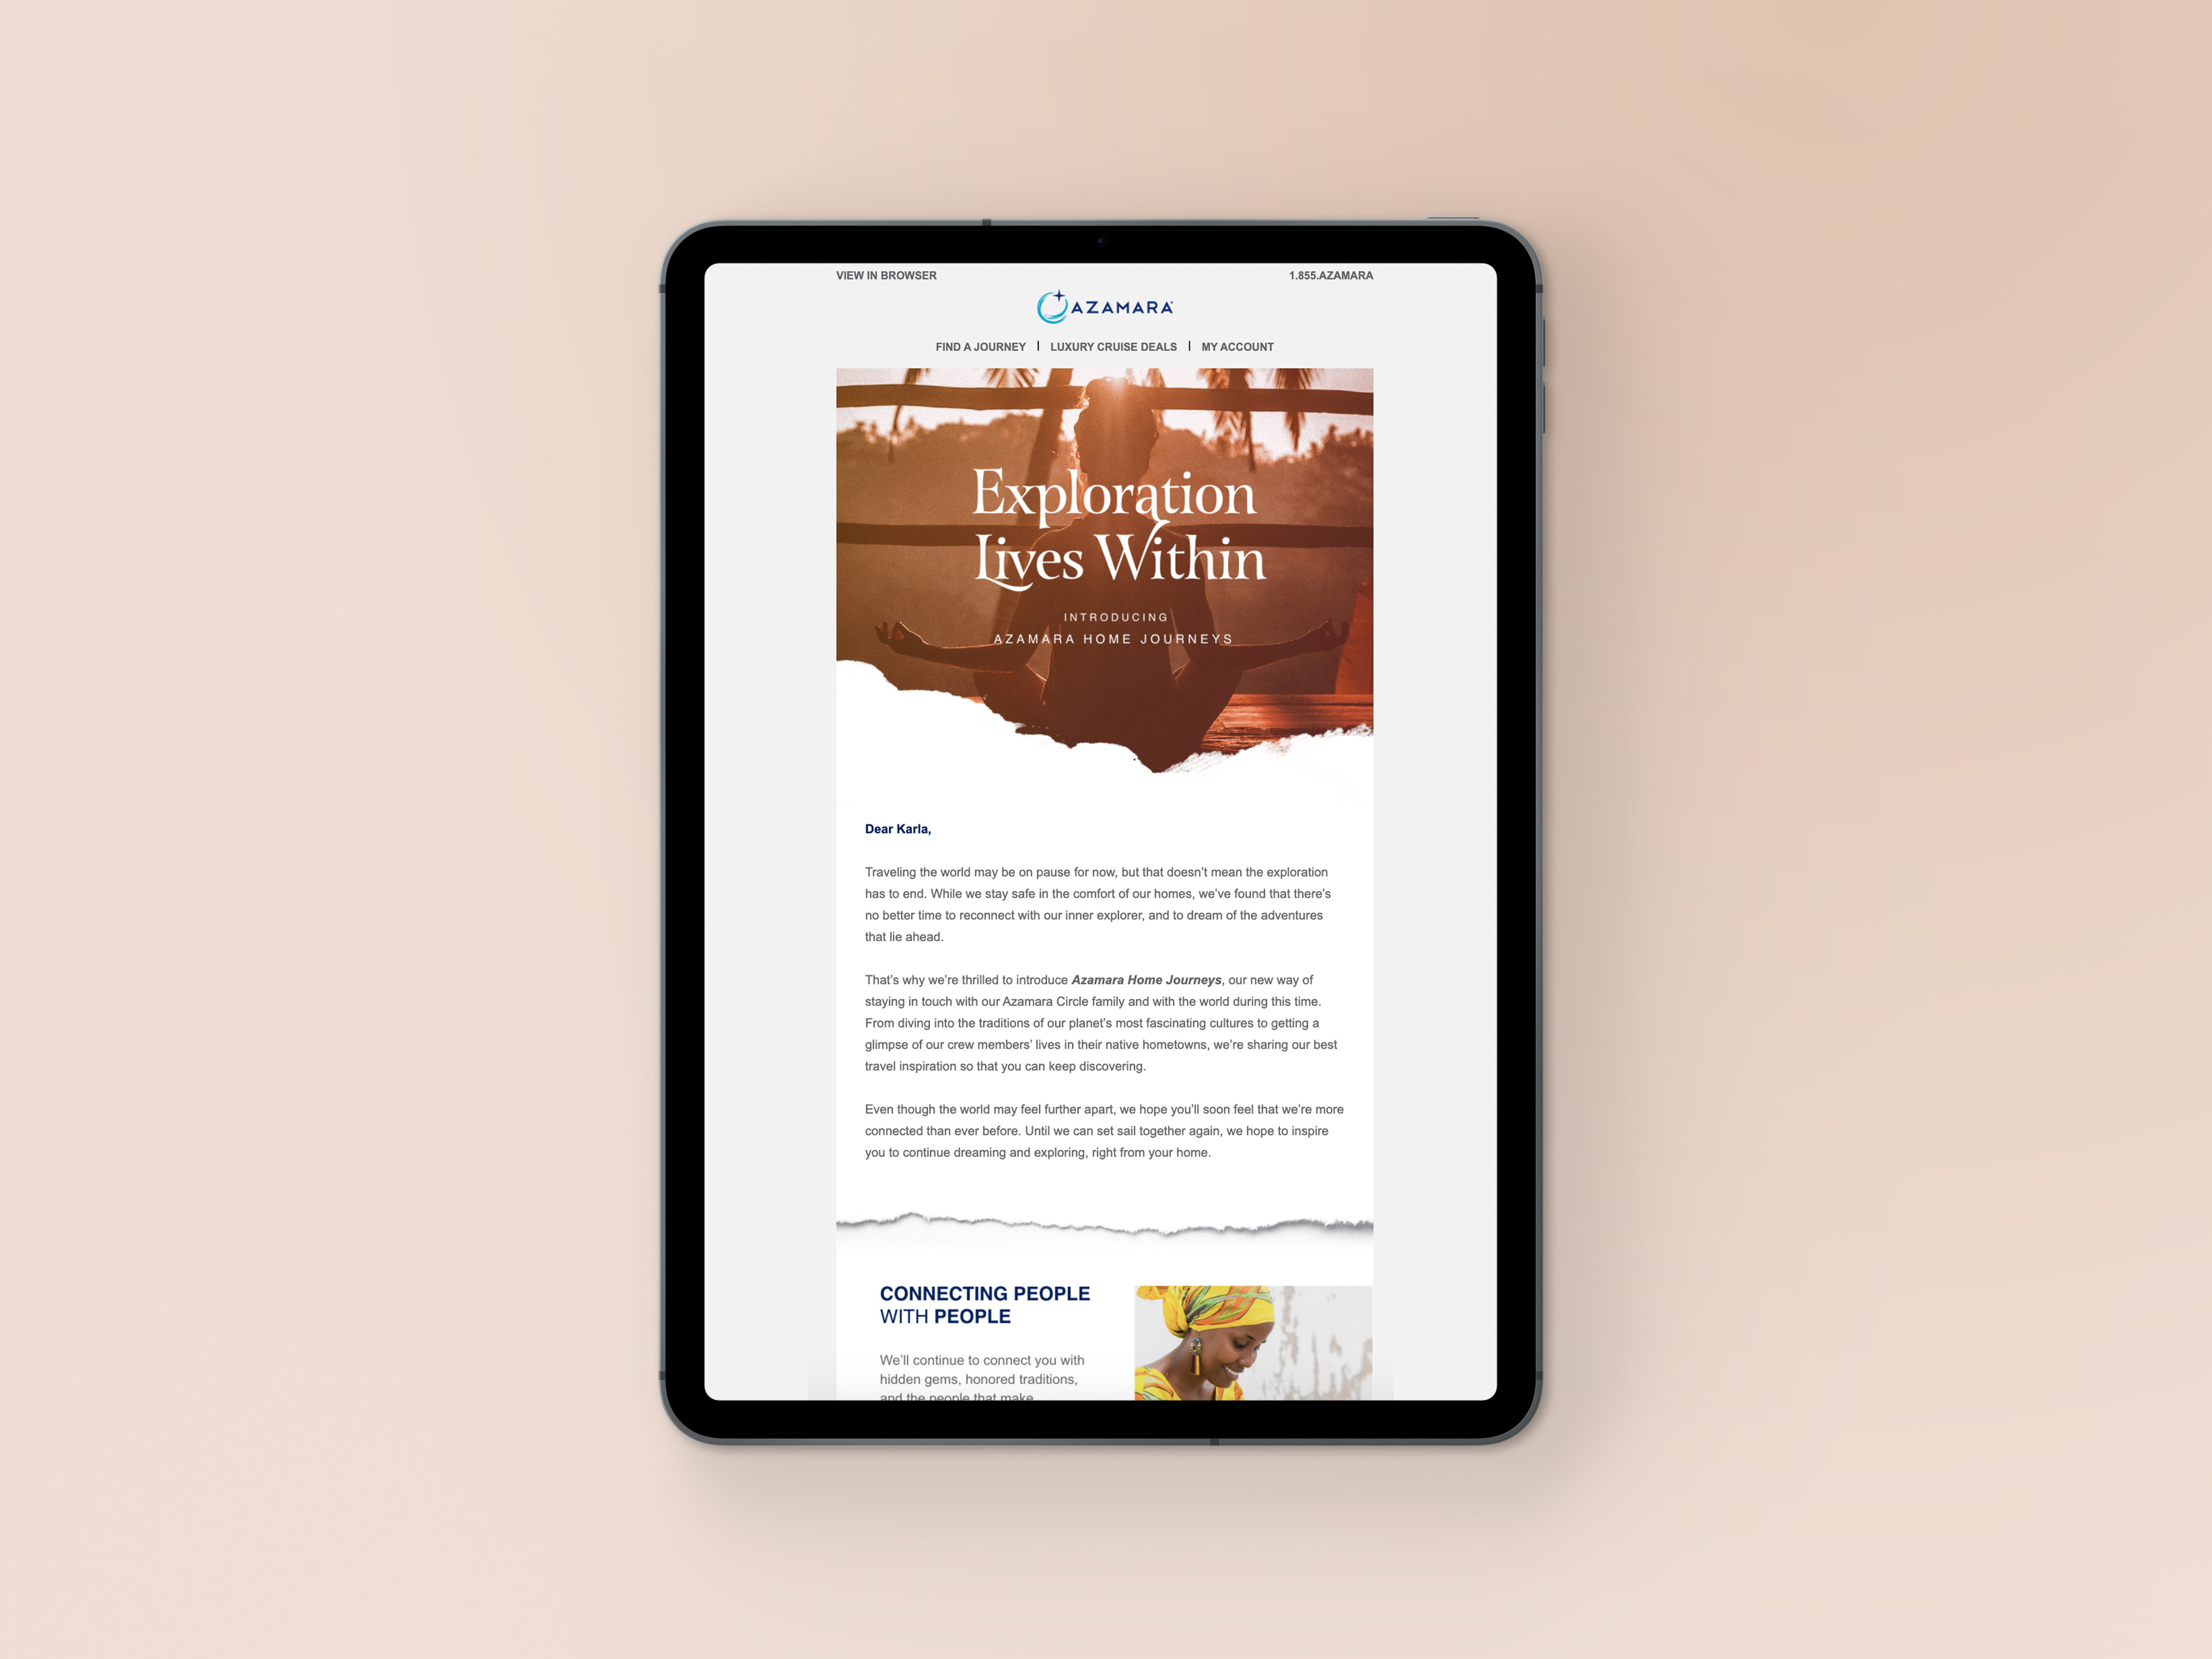 VIEW IN BROWSER
1.855.AZAMARA
AZAMARA
FIND A JOURNEY | LUXURY CRUISE DEALS | MY ACCOUNT
Exploration
Lives Within
INTRODUCING
AZAMARA HOME JOURNEYS
Dear Karla,
Traveling the world may be on pause for now, but that doesn’t mean the exploration
has to end. While we stay safe in the comfort of our homes, we’ve found that there’s
no better time to reconnect with our inner explorer, and to dream of the adventures
that lie ahead.
That’s why we’re thrilled to introduce Azamara Home Journeys, our new way of
staying in touch with our Azamara Circle family and with the world during this time.
From diving into the traditions of our planet’s most fascinating cultures to getting a
glimpse of our crew members’ lives in their native hometowns, we’re sharing our best
travel inspiration so that you can keep discovering.
Even though the world may feel further apart, we hope you’ll soon feel that we’re more
connected than ever before. Until we can set sail together again, we hope to inspire
you to continue dreaming and exploring, right from your home.
CONNECTING PEOPLE
WITH PEOPLE
We’ll continue to connect you with
hidden gems, honored traditions,
and the people that make